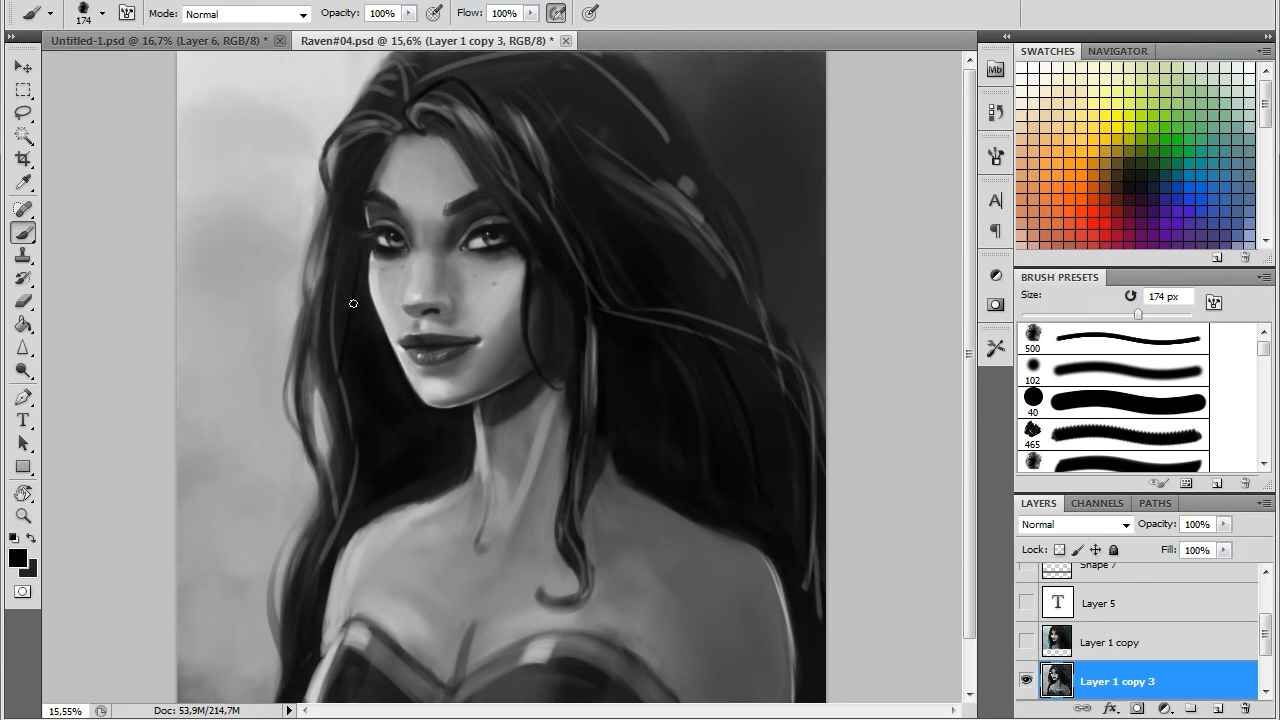 174
Mode: Normal
Opacity: 100%
Flow: 100%
Untitled-1.psd @ 16,7% (Layer 6, RGB/8) *
Raven#04.psd @ 15,6% (Layer 1 copy 3, RGB/8) *
SWATCHES
NAVIGATOR
Mb
A
BRUSH PRESETS
Size:
174 px
500
102
40
465
LAYERS
CHANNELS
PATHS
Normal
Opacity: 100%
Lock:
Fill: 100%
Shape 7
T
Layer 5
Layer 1 copy
Layer 1 copy 3
15,55%
Doc: 53,9M/214,7M